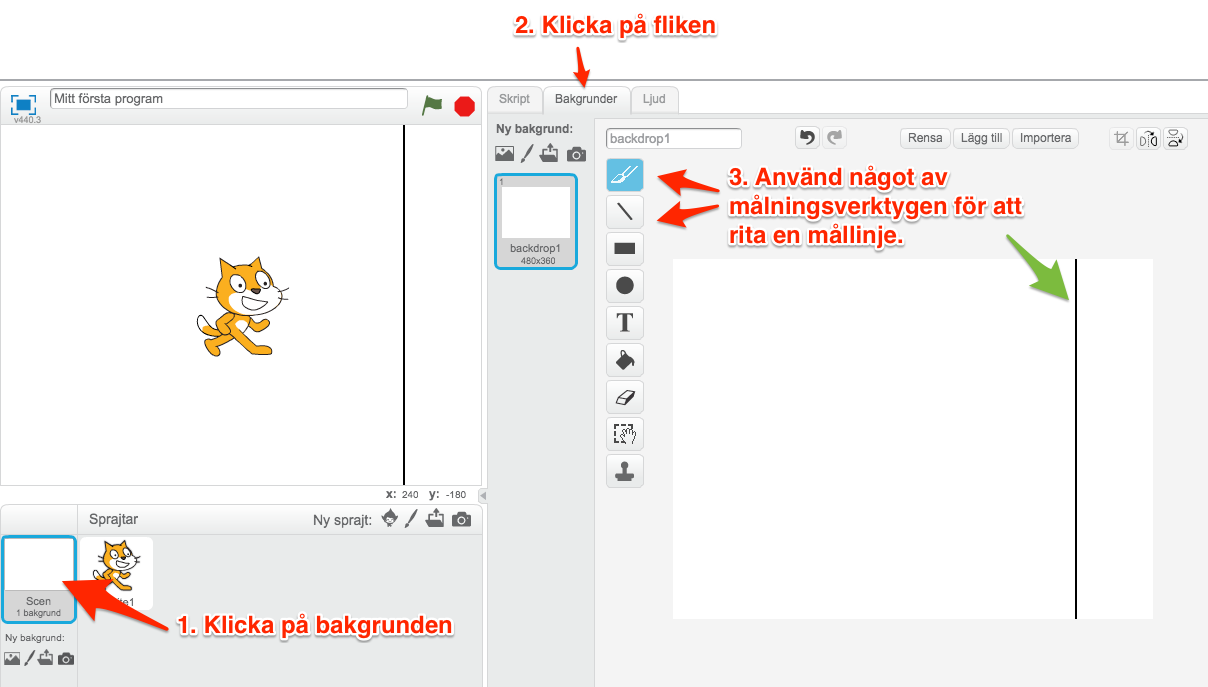 2. Klicka på fliken
Mitt första program
v440.3
Skript
Bakgrunder
Ljud
Ny bakgrund:
backdrop1
Rensa
Lägg till
Importera
1
backdrop1
480x360
T
3. Använd något av
målningsverktygen för att
rita en mållinje.
x: 240 y: -180
Sprajtar
Ny sprajt:
Scen
1 bakgrund
Ny bakgrund:
1. Klicka på bakgrunden